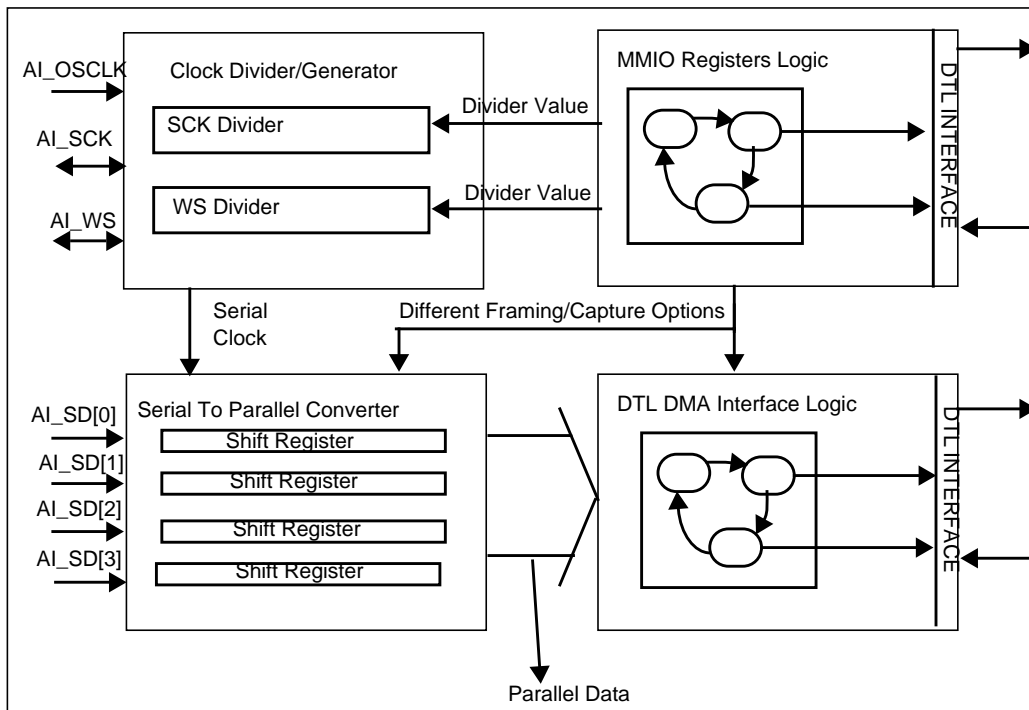 AI_OSCLK
AI_SCK
AI_WS
Clock Divider/Generator
SCK Divider
WS Divider
Divider Value
Divider Value
MMIO Registers Logic
DTL INTERFACE
Serial
Clock
Different Framing/Capture Options
AI_SD[0]
AI_SD[1]
AI_SD[2]
AI_SD[3]
Serial To Parallel Converter
Shift Register
Shift Register
Shift Register
Shift Register
DTL DMA Interface Logic
DTL INTERFACE
Parallel Data